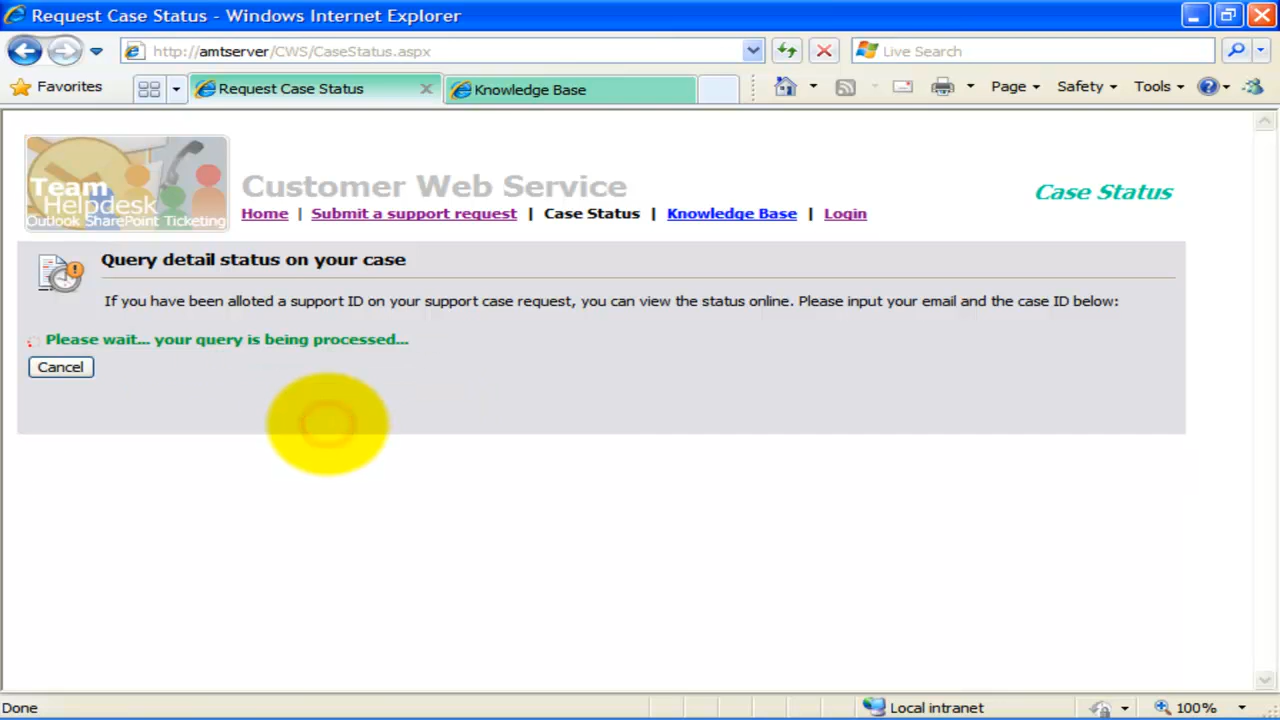 Request Case Status - Windows Internet Explorer
http://amtserver/CWS/CaseStatus.aspx
Live Search
Favorites
Request Case Status
Knowledge Base
Page
Safety
Tools
Team
Helpdesk
Outlook SharePoint Ticketing
Customer Web Service
Case Status
Home | Submit a support request | Case Status | Knowledge Base | Login
Query detail status on your case
If you have been alloted a support ID on your support case request, you can view the status online. Please input your email and the case ID below:
Please wait... your query is being processed...
Cancel
Done
Local intranet
100%